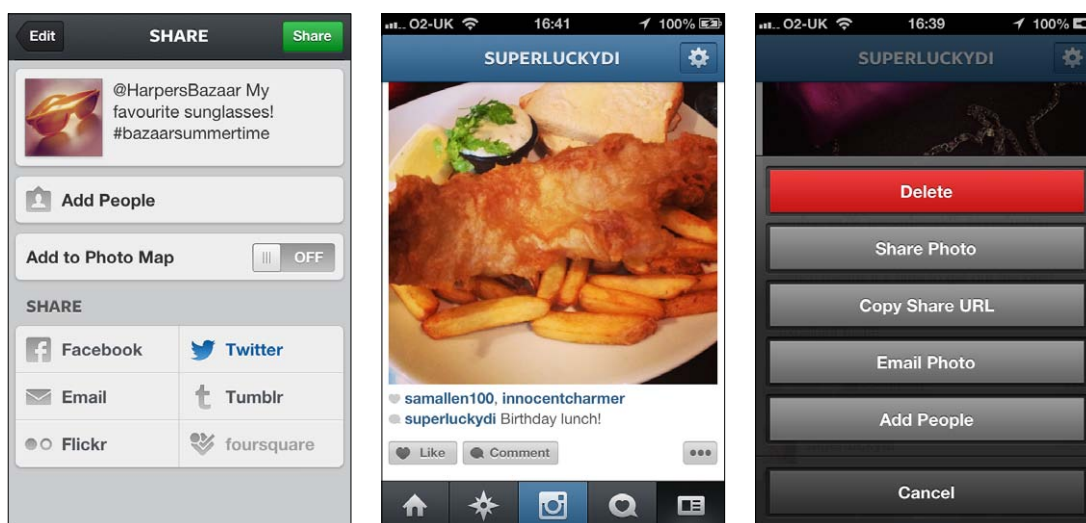 Edit
SHARE
Share
@HarpersBazaar My
favourite sunglasses!
#bazaarsummertime
Add People
Add to Photo Map
OFF
SHARE
Facebook
Twitter
Email
Tumblr
Flickr
foursquare
O2-UK
16:41
100%
SUPERLUCKYDI
samallen100, innocentcharmer
superluckydi Birthday lunch!
Like
Comment
O2-UK
16:39
100%
SUPERLUCKYDI
Delete
Share Photo
Copy Share URL
Email Photo
Add People
Cancel